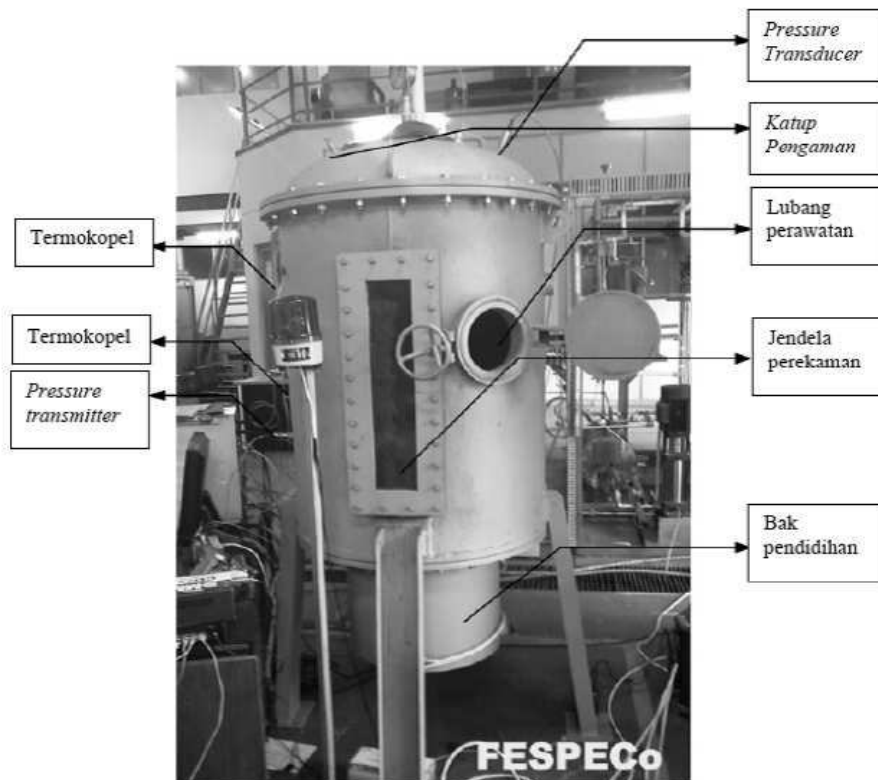 Pressure
Transducer
Katup
Pengaman
Lubang
perawatan
Termokopel
Termokopel
Jendela
perekaman
Pressure
transmitter
Bak
pendidihan
FESPECo